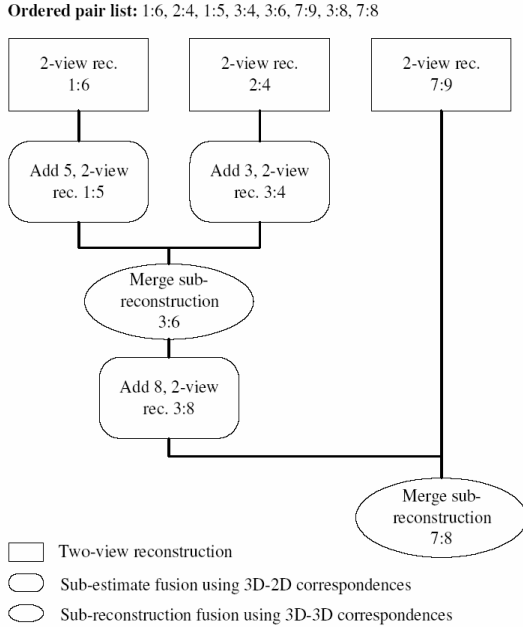 Ordered pair list: 1:6, 2:4, 1:5, 3:4, 3:6, 7:9, 3:8, 7:8
2-view rec.
1:6
2-view rec.
2:4
2-view rec.
7:9
Add 5, 2-view
rec. 1:5
Add 3, 2-view
rec. 3:4
Merge sub-
reconstruction
3:6
Add 8, 2-view
rec. 3:8
Merge sub-
reconstruction
7:8
Two-view reconstruction
Sub-estimate fusion using 3D-2D correspondences
Sub-reconstruction fusion using 3D-3D correspondences